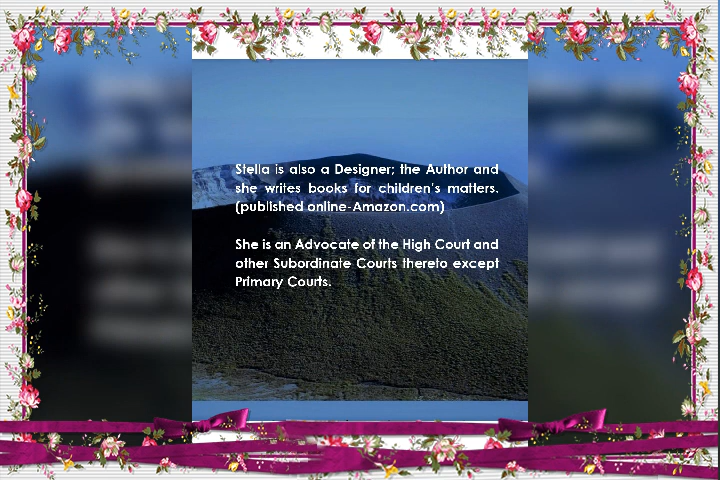 Stella is also a Designer; the Author and
she writes books for children's matters.
(published online-Amazon.com)
She is an Advocate of the High Court and
other Subordinate Courts thereto except
Primary Courts.